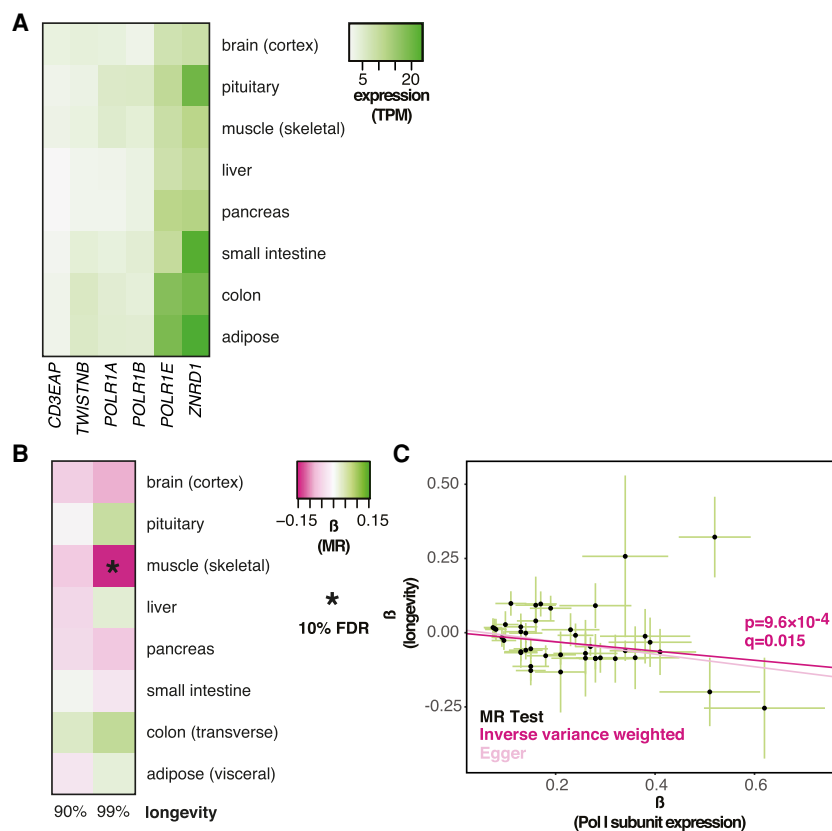 A
brain (cortex)
pituitary
muscle (skeletal)
liver
pancreas
small intestine
colon
adipose
5 20
expression
(TPM)
CD3EAP
TWISTNB
POLR1A
POLR1B
POLR1E
ZNRD1
B
brain (cortex)
pituitary
muscle (skeletal)
*
liver
pancreas
small intestine
colon (transverse)
adipose (visceral)
90% 99% longevity
−0.15 0.15
ß
(MR)
*
10% FDR
C
0.50
0.25
0.00
-0.25
ß
(longevity)
p=9.6×10-4
q=0.015
MR Test
Inverse variance weighted
Egger
0.2 0.4 0.6
ß
(Pol I subunit expression)